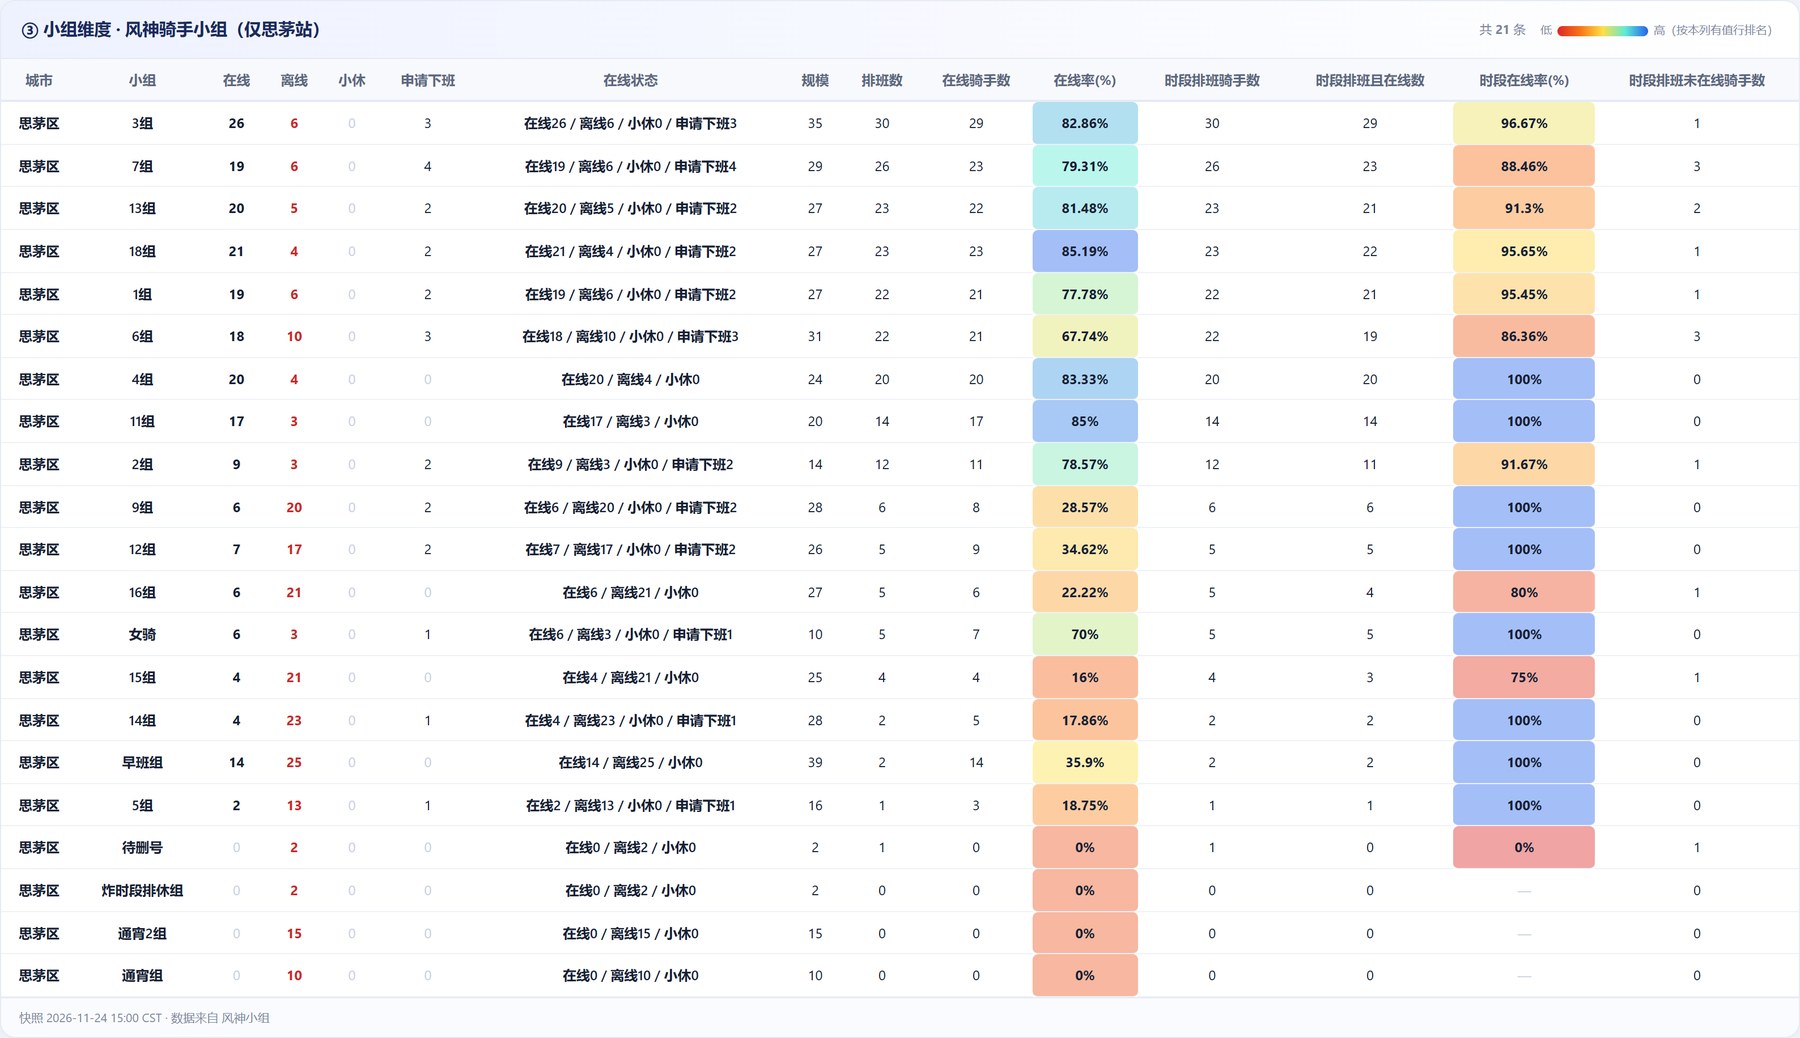 ③ 小组维度 · 风神骑手小组（仅思茅站）
共 21 条 低 高 (按本列有值行排名)
城市 小组 在线 离线 小休 申请下班 在线状态 规模 排班数 在线骑手数 在线率(%) 时段排班骑手数 时段排班且在线数 时段在线率(%) 时段排班未在线骑手数
思茅区 3组 26 6 0 3 在线26 / 离线6 / 小休0 / 申请下班3 35 30 29 82.86% 30 29 96.67% 1
思茅区 7组 19 6 0 4 在线19 / 离线6 / 小休0 / 申请下班4 29 26 23 79.31% 26 23 88.46% 3
思茅区 13组 20 5 0 2 在线20 / 离线5 / 小休0 / 申请下班2 27 23 22 81.48% 23 21 91.3% 2
思茅区 18组 21 4 0 2 在线21 / 离线4 / 小休0 / 申请下班2 27 23 23 85.19% 23 22 95.65% 1
思茅区 1组 19 6 0 2 在线19 / 离线6 / 小休0 / 申请下班2 27 22 21 77.78% 22 21 95.45% 1
思茅区 6组 18 10 0 3 在线18 / 离线10 / 小休0 / 申请下班3 31 22 21 67.74% 22 19 86.36% 3
思茅区 4组 20 4 0 0 在线20 / 离线4 / 小休0 24 20 20 83.33% 20 20 100% 0
思茅区 11组 17 3 0 0 在线17 / 离线3 / 小休0 20 14 17 85% 14 14 100% 0
思茅区 2组 9 3 0 2 在线9 / 离线3 / 小休0 / 申请下班2 14 12 11 78.57% 12 11 91.67% 1
思茅区 9组 6 20 0 2 在线6 / 离线20 / 小休0 / 申请下班2 28 6 8 28.57% 6 6 100% 0
思茅区 12组 7 17 0 2 在线7 / 离线17 / 小休0 / 申请下班2 26 5 9 34.62% 5 5 100% 0
思茅区 16组 6 21 0 0 在线6 / 离线21 / 小休0 27 5 6 22.22% 5 4 80% 1
思茅区 女骑 6 3 0 1 在线6 / 离线3 / 小休0 / 申请下班1 10 5 7 70% 5 5 100% 0
思茅区 15组 4 21 0 0 在线4 / 离线21 / 小休0 25 4 4 16% 4 3 75% 1
思茅区 14组 4 23 0 1 在线4 / 离线23 / 小休0 / 申请下班1 28 2 5 17.86% 2 2 100% 0
思茅区 早班组 14 25 0 0 在线14 / 离线25 / 小休0 39 2 14 35.9% 2 2 100% 0
思茅区 5组 2 13 0 1 在线2 / 离线13 / 小休0 / 申请下班1 16 1 3 18.75% 1 1 100% 0
思茅区 待删号 0 2 0 0 在线0 / 离线2 / 小休0 2 1 0 0% 1 0 0% 1
思茅区 炸时段排休组 0 2 0 0 在线0 / 离线2 / 小休0 2 0 0 0% 0 0 — 0
思茅区 通宵2组 0 15 0 0 在线0 / 离线15 / 小休0 15 0 0 0% 0 0 — 0
思茅区 通宵组 0 10 0 0 在线0 / 离线10 / 小休0 10 0 0 0% 0 0 — 0
快照 2026-11-24 15:00 CST · 数据来自 风神小组